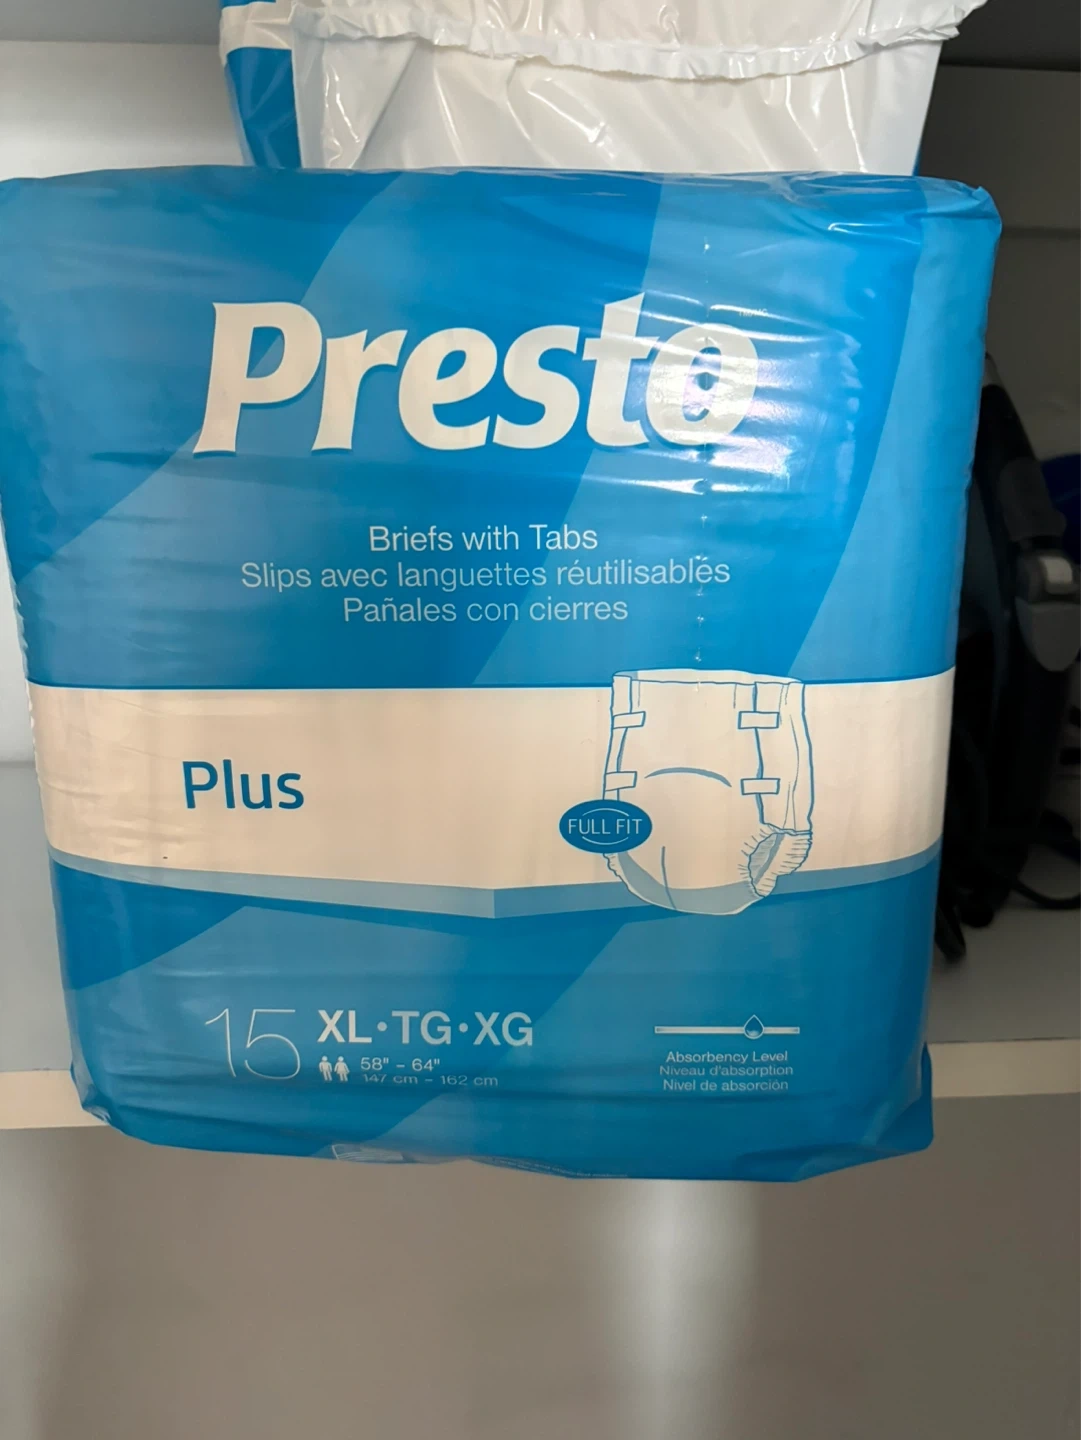 Presto
Briefs with Tabs
Slips avec languettes réutilisables
Pañales con cierres
Plus
FULL FIT
15
XL•TG•XG
58" – 64"
147 cm – 162 cm
Absorbency Level
Niveau d'absorption
Nivel de absorción